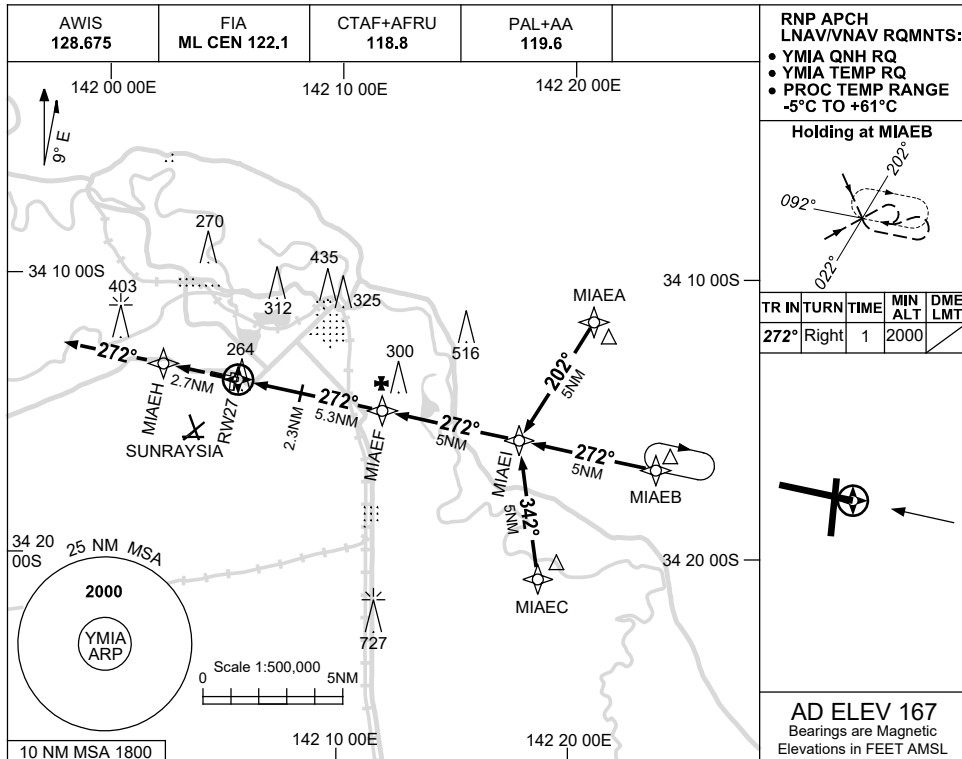 AWIS
128.675
FIA
ML CEN 122.1
CTAF+AFRU
118.8
PAL+AA
119.6
RNP APCH
LNAV/VNAV RQMNTS:
• YMIA QNH RQ
• YMIA TEMP RQ
• PROC TEMP RANGE
-5°C TO +61°C
142 00 00E
142 10 00E
142 20 00E
9° E
Holding at MIAEB
202°
092°
022°
270
435
34 10 00S
34 10 00S
403
312
325
MIAEA
TR IN
TURN
TIME
MIN
ALT
DME
LMT
272°
Right
1
2000
516
264
300
202°
5NM
272°
2.7NM
MIAEH
RW27
2.3NM
272°
5.3NM
MIAEF
272°
5NM
MIAEI
272°
5NM
MIAEB
SUNRAYSIA
342°
5NM
34 20
00S
34 20 00S
MIAEC
25 NM MSA
2000
YMIA
ARP
727
Scale 1:500,000
0
5NM
10 NM MSA 1800
142 10 00E
142 20 00E
AD ELEV 167
Bearings are Magnetic
Elevations in FEET AMSL